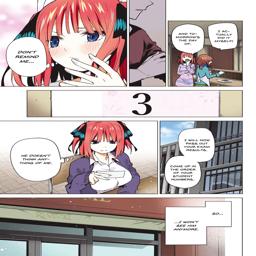 I AC-
TUALLY
DID IT
MYSELF!
AND TO-
MORROW'S
THE DAY
OF.
DON'T
REMIND
ME...
3
I WILL NOW
PASS OUT
YOUR EXAM
RESULTS.
COME UP IN
THE ORDER
OF YOUR
STUDENT
NUMBERS.
HE DOESN'T
THINK ANY-
THING OF ME.
SO...
...I WON'T
SEE HIM
ANYMORE.